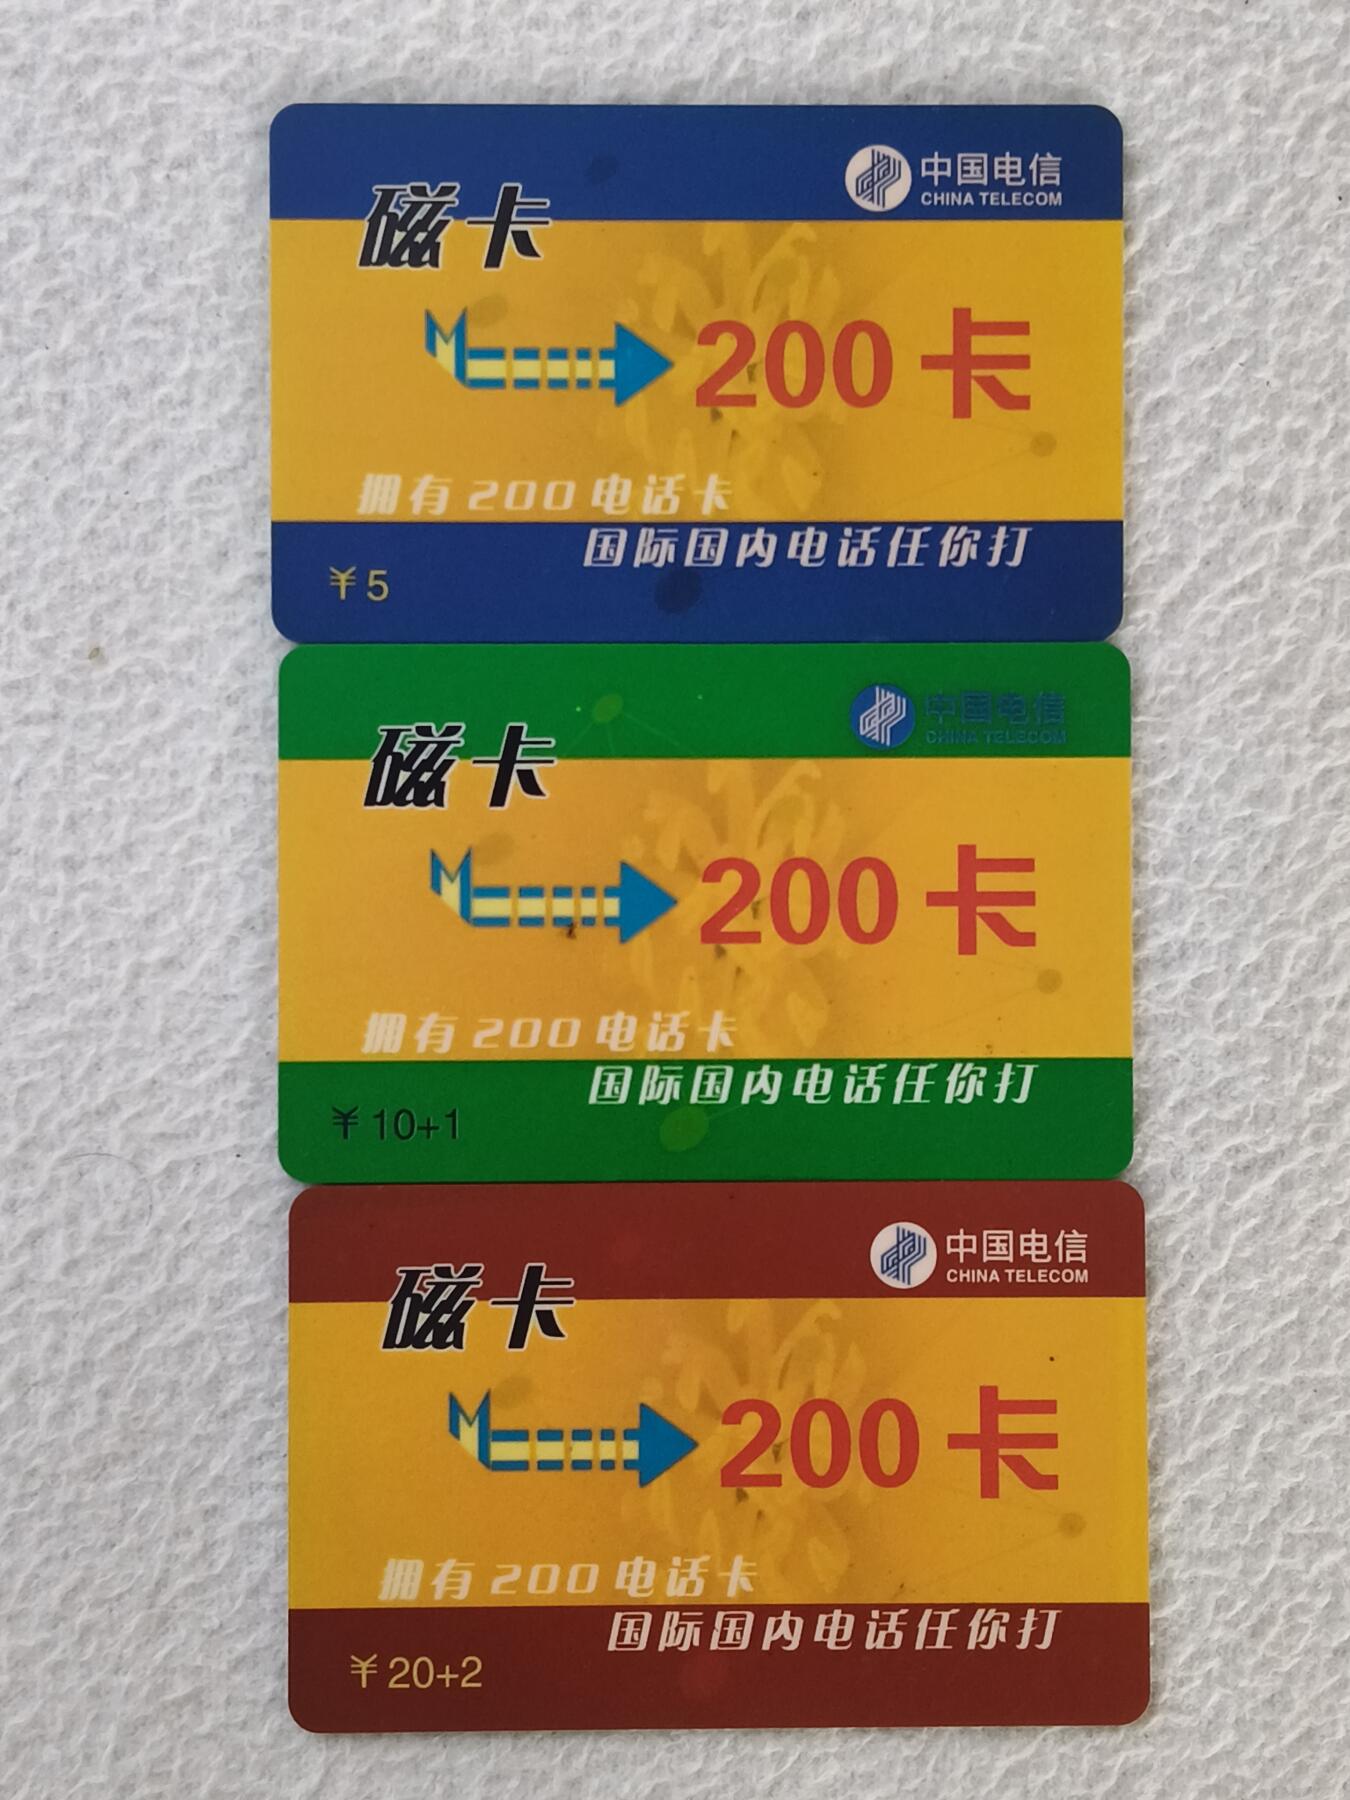 中国电信
CHINA TELECOM
磁卡
200卡
拥有200电话卡
国际国内电话任你打
¥5
中国电信
CHINA TELECOM
磁卡
200卡
拥有200电话卡
国际国内电话任你打
¥10+1
中国电信
CHINA TELECOM
磁卡
200卡
拥有200电话卡
国际国内电话任你打
¥20+2